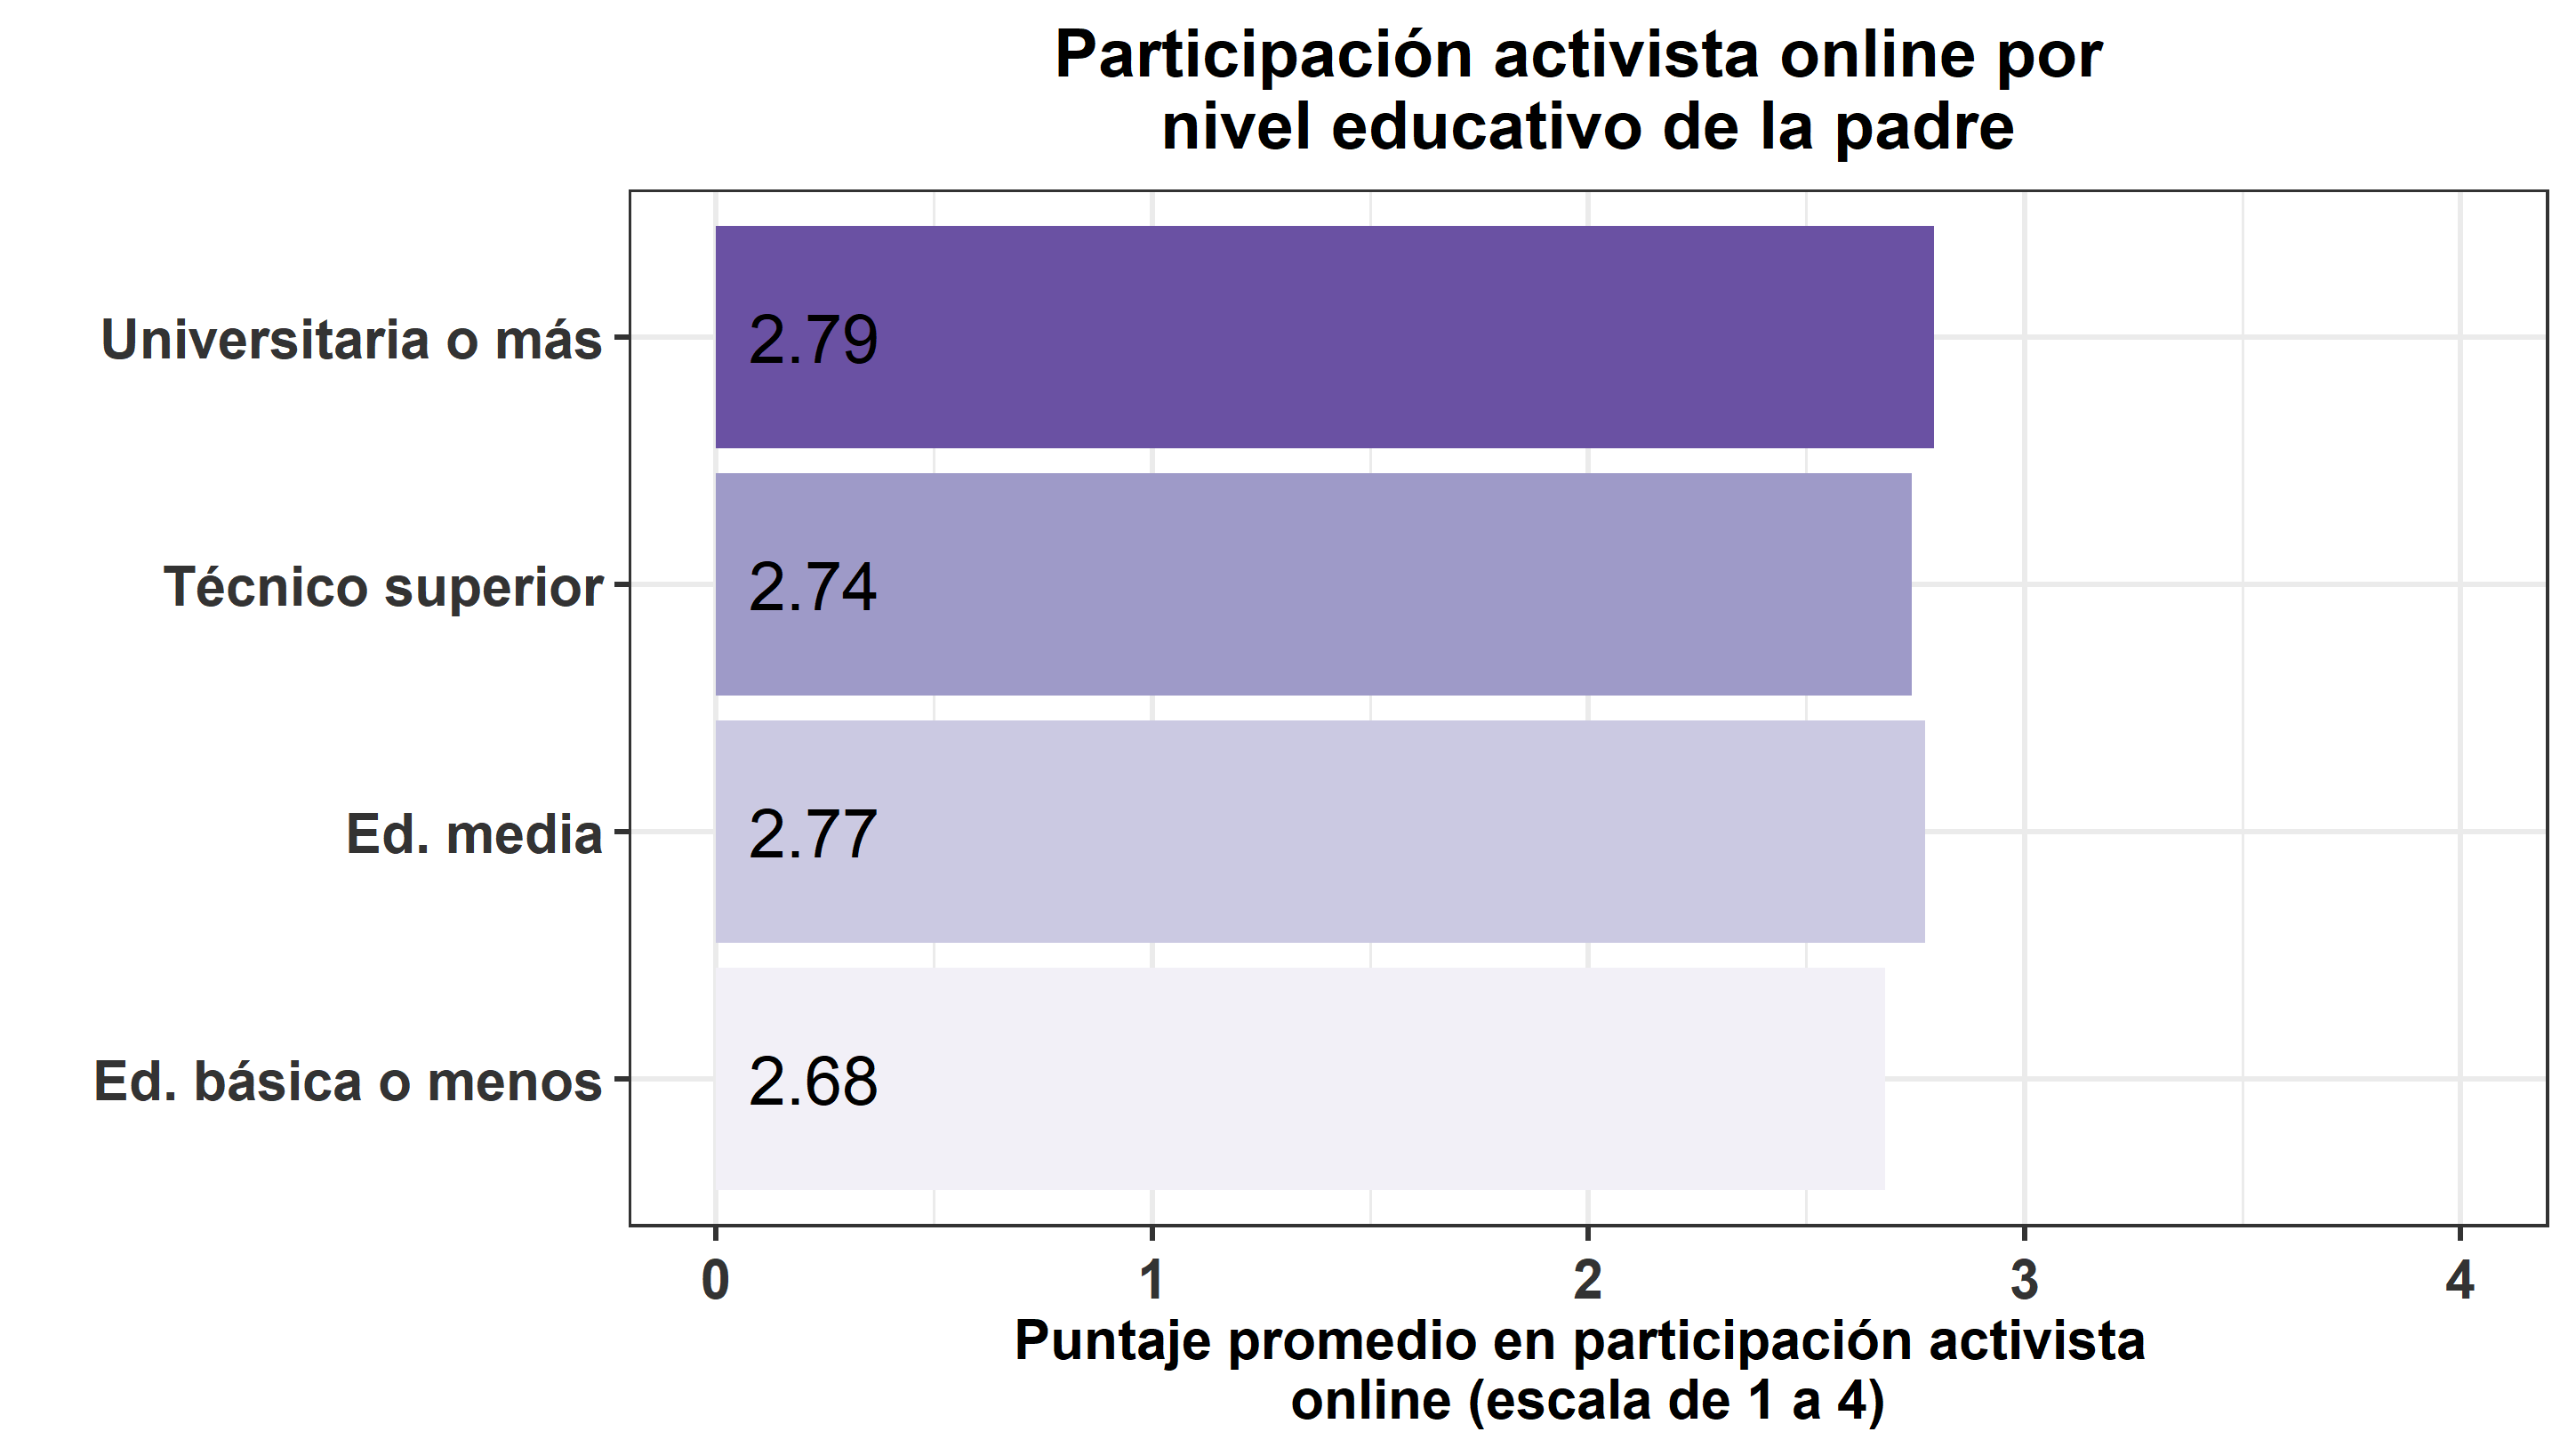 Participación activista online por
nivel educativo de la padre
Universitaria o más
2.79
Técnico superior
2.74
Ed. media
2.77
Ed. básica o menos
2.68
0 1 2 3 4
Puntaje promedio en participación activista
online (escala de 1 a 4)